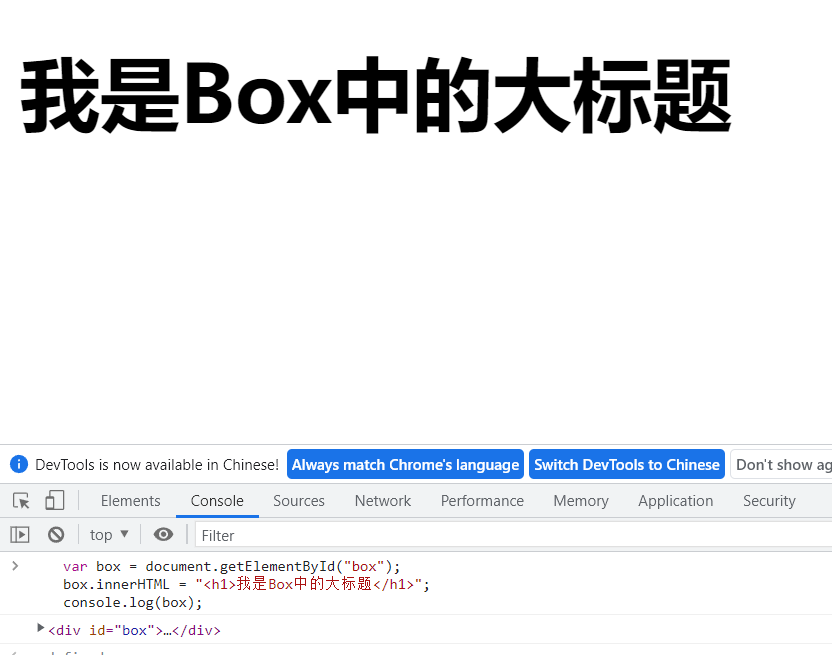 我是Box中的大标题
DevTools is now available in Chinese! Always match Chrome's language Switch DevTools to Chinese Don't show ag
Elements Console Sources Network Performance Memory Application Security
top ▼ Filter
var box = document.getElementById("box");
box.innerHTML = "<h1>我是Box中的大标题</h1>";
console.log(box);
<div id="box">…</div>